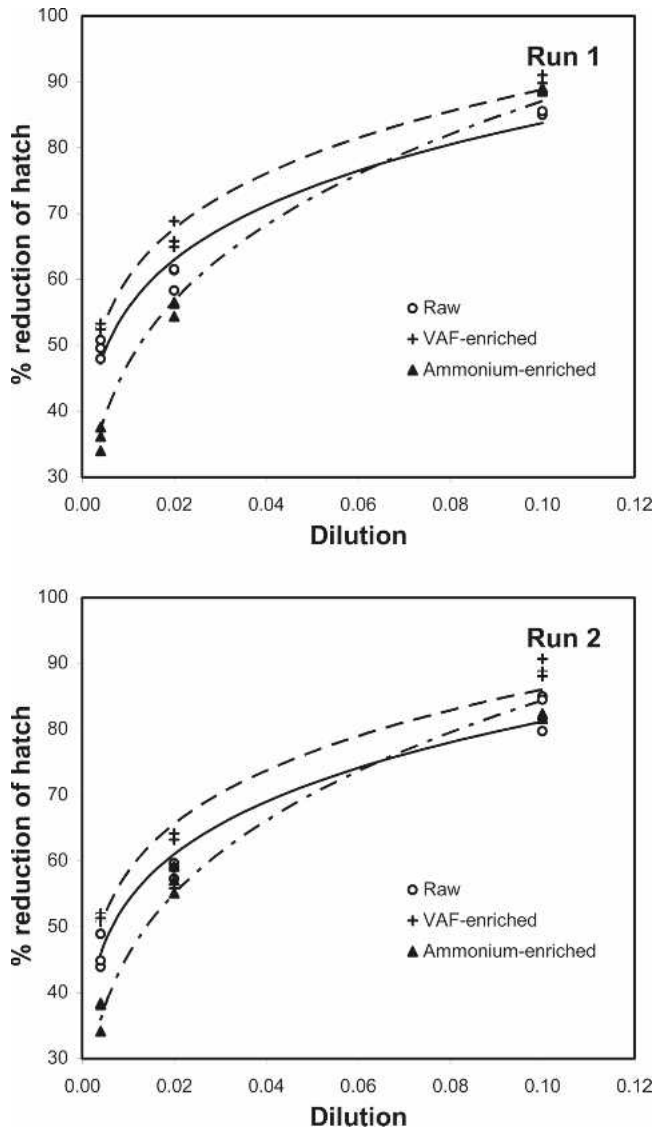 100
Run 1
90
80
70
60
50
40
30
% reduction of hatch
Raw
VAF-enriched
Ammonium-enriched
0.00 0.02 0.04 0.06 0.08 0.10 0.12
Dilution
100
Run 2
90
80
70
60
50
40
30
% reduction of hatch
Raw
VAF-enriched
Ammonium-enriched
0.00 0.02 0.04 0.06 0.08 0.10 0.12
Dilution